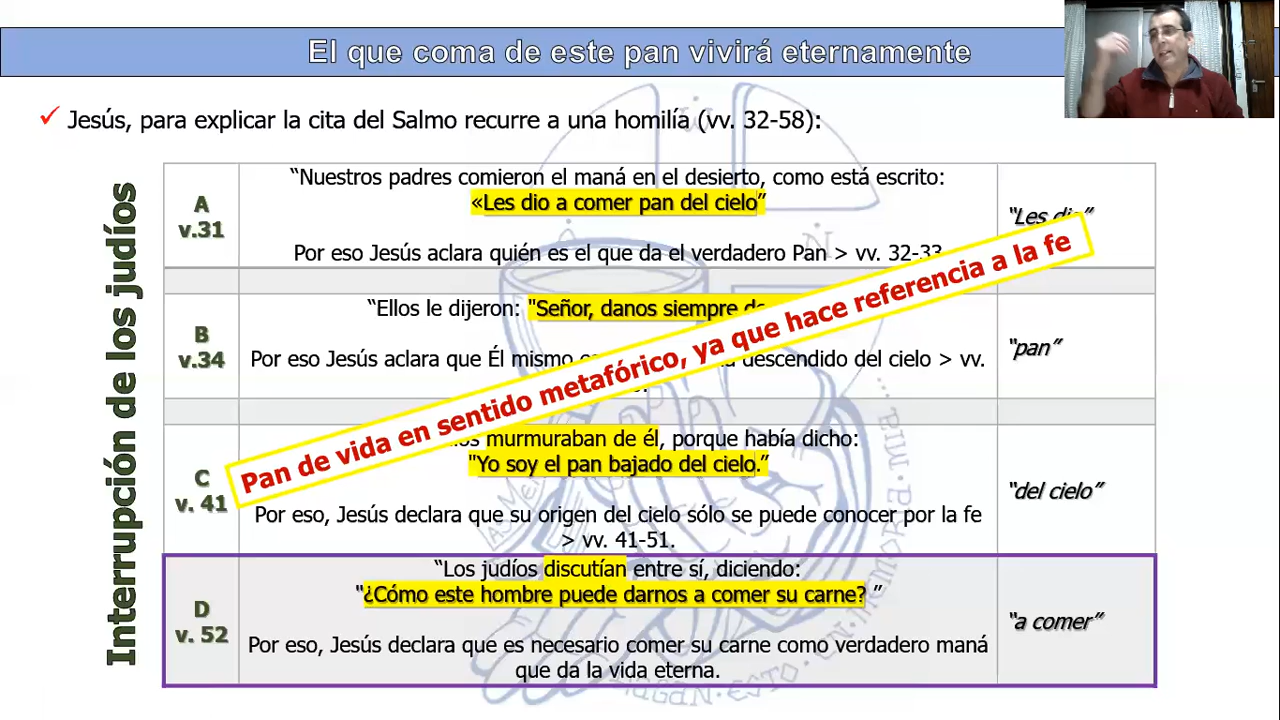 El que coma de este pan vivirá eternamente
✓ Jesús, para explicar la cita del Salmo recurre a una homilía (vv. 32-58):
Interrupción de los judíos
A
v.31
“Nuestros padres comieron el maná en el desierto, como está escrito:
«Les dio a comer pan del cielo”
Por eso Jesús aclara quién es el que da el verdadero Pan > vv. 32-33
“Les dio”
B
v.34
“Ellos le dijeron: "Señor, danos siempre
Por eso Jesús aclara que Él mismo descendido del cielo > vv.
“pan”
Pan de vida en sentido metafórico, ya que hace referencia a la fe
C
v. 41
murmuraban de él, porque había dicho:
"Yo soy el pan bajado del cielo.”
Por eso, Jesús declara que su origen del cielo sólo se puede conocer por la fe
> vv. 41-51.
“del cielo”
D
v. 52
“Los judíos discutían entre sí, diciendo:
"¿Cómo este hombre puede darnos a comer su carne? ”
Por eso, Jesús declara que es necesario comer su carne como verdadero maná
que da la vida eterna.
“a comer”